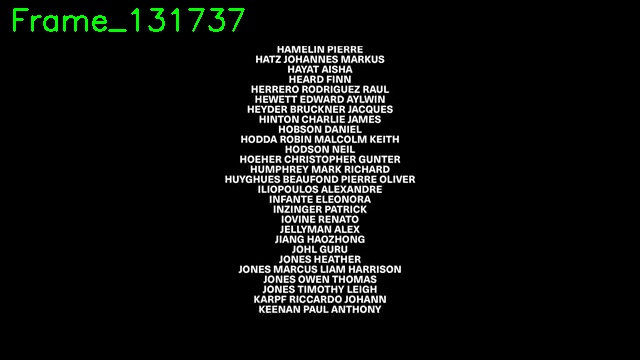 Frame_131737
HAMELIN PIERRE
HATZ JOHANNES MARKUS
HAYAT AISHA
HEARD FINN
HERRERO RODRIGUEZ RAUL
HEWETT EDWARD AYLWIN
HEYDER BRUCKNER JACQUES
HINTON CHARLIE JAMES
HOBSON DANIEL
HODDA ROBIN MALCOLM KEITH
HODSON NEIL
HOEHER CHRISTOPHER GUNTER
HUMPHREY MARK RICHARD
HUYGHUES BEAUFOND PIERRE OLIVER
ILIOPOULOS ALEXANDRE
INFANTE ELEONORA
INZINGER PATRICK
IOVINE RENATO
JELLYMAN ALEX
JIANG HAOZHONG
JOHL GURU
JONES HEATHER
JONES MARCUS LIAM HARRISON
JONES OWEN THOMAS
JONES TIMOTHY LEIGH
KARPF RICCARDO JOHANN
KEENAN PAUL ANTHONY